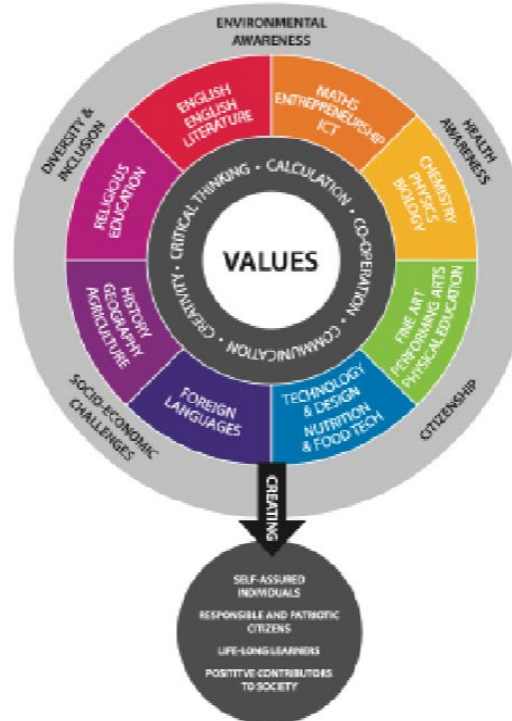 ENVIRONMENTAL
AWARENESS
DIVERSITY &
INCLUSION
HEALTH
AWARENESS
SOCIO-ECONOMIC
CHALLENGES
CITIZENSHIP
ENGLISH
ENGLISH
LITERATURE
MATHS
ENTREPRENEURSHIP
ICT
CHEMISTRY
PHYSICS
BIOLOGY
FINE ART
PERFORMING ARTS
PHYSICAL EDUCATION
TECHNOLOGY
& DESIGN
NUTRITION
& FOOD TECH
FOREIGN
LANGUAGES
HISTORY
GEOGRAPHY
AGRICULTURE
RELIGIOUS
EDUCATION
CREATIVITY • CRITICAL THINKING • CALCULATION • CO-OPERATION • COMMUNICATION •
VALUES
CREATING
SELF-ASSURED
INDIVIDUALS
RESPONSIBLE AND PATRIOTIC
CITIZENS
LIFE-LONG LEARNERS
POSITITVE CONTRIBUTORS
TO SOCIETY